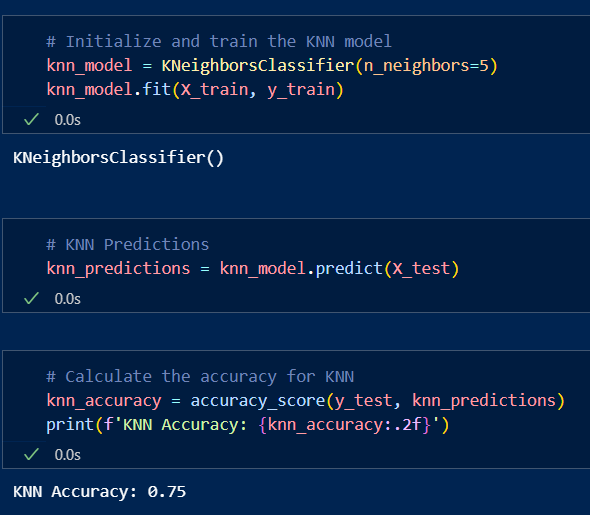 # Initialize and train the KNN model
knn_model = KNeighborsClassifier(n_neighbors=5)
knn_model.fit(X_train, y_train)
0.0s
KNeighborsClassifier()
# KNN Predictions
knn_predictions = knn_model.predict(X_test)
0.0s
# Calculate the accuracy for KNN
knn_accuracy = accuracy_score(y_test, knn_predictions)
print(f'KNN Accuracy: {knn_accuracy:.2f}')
0.0s
KNN Accuracy: 0.75